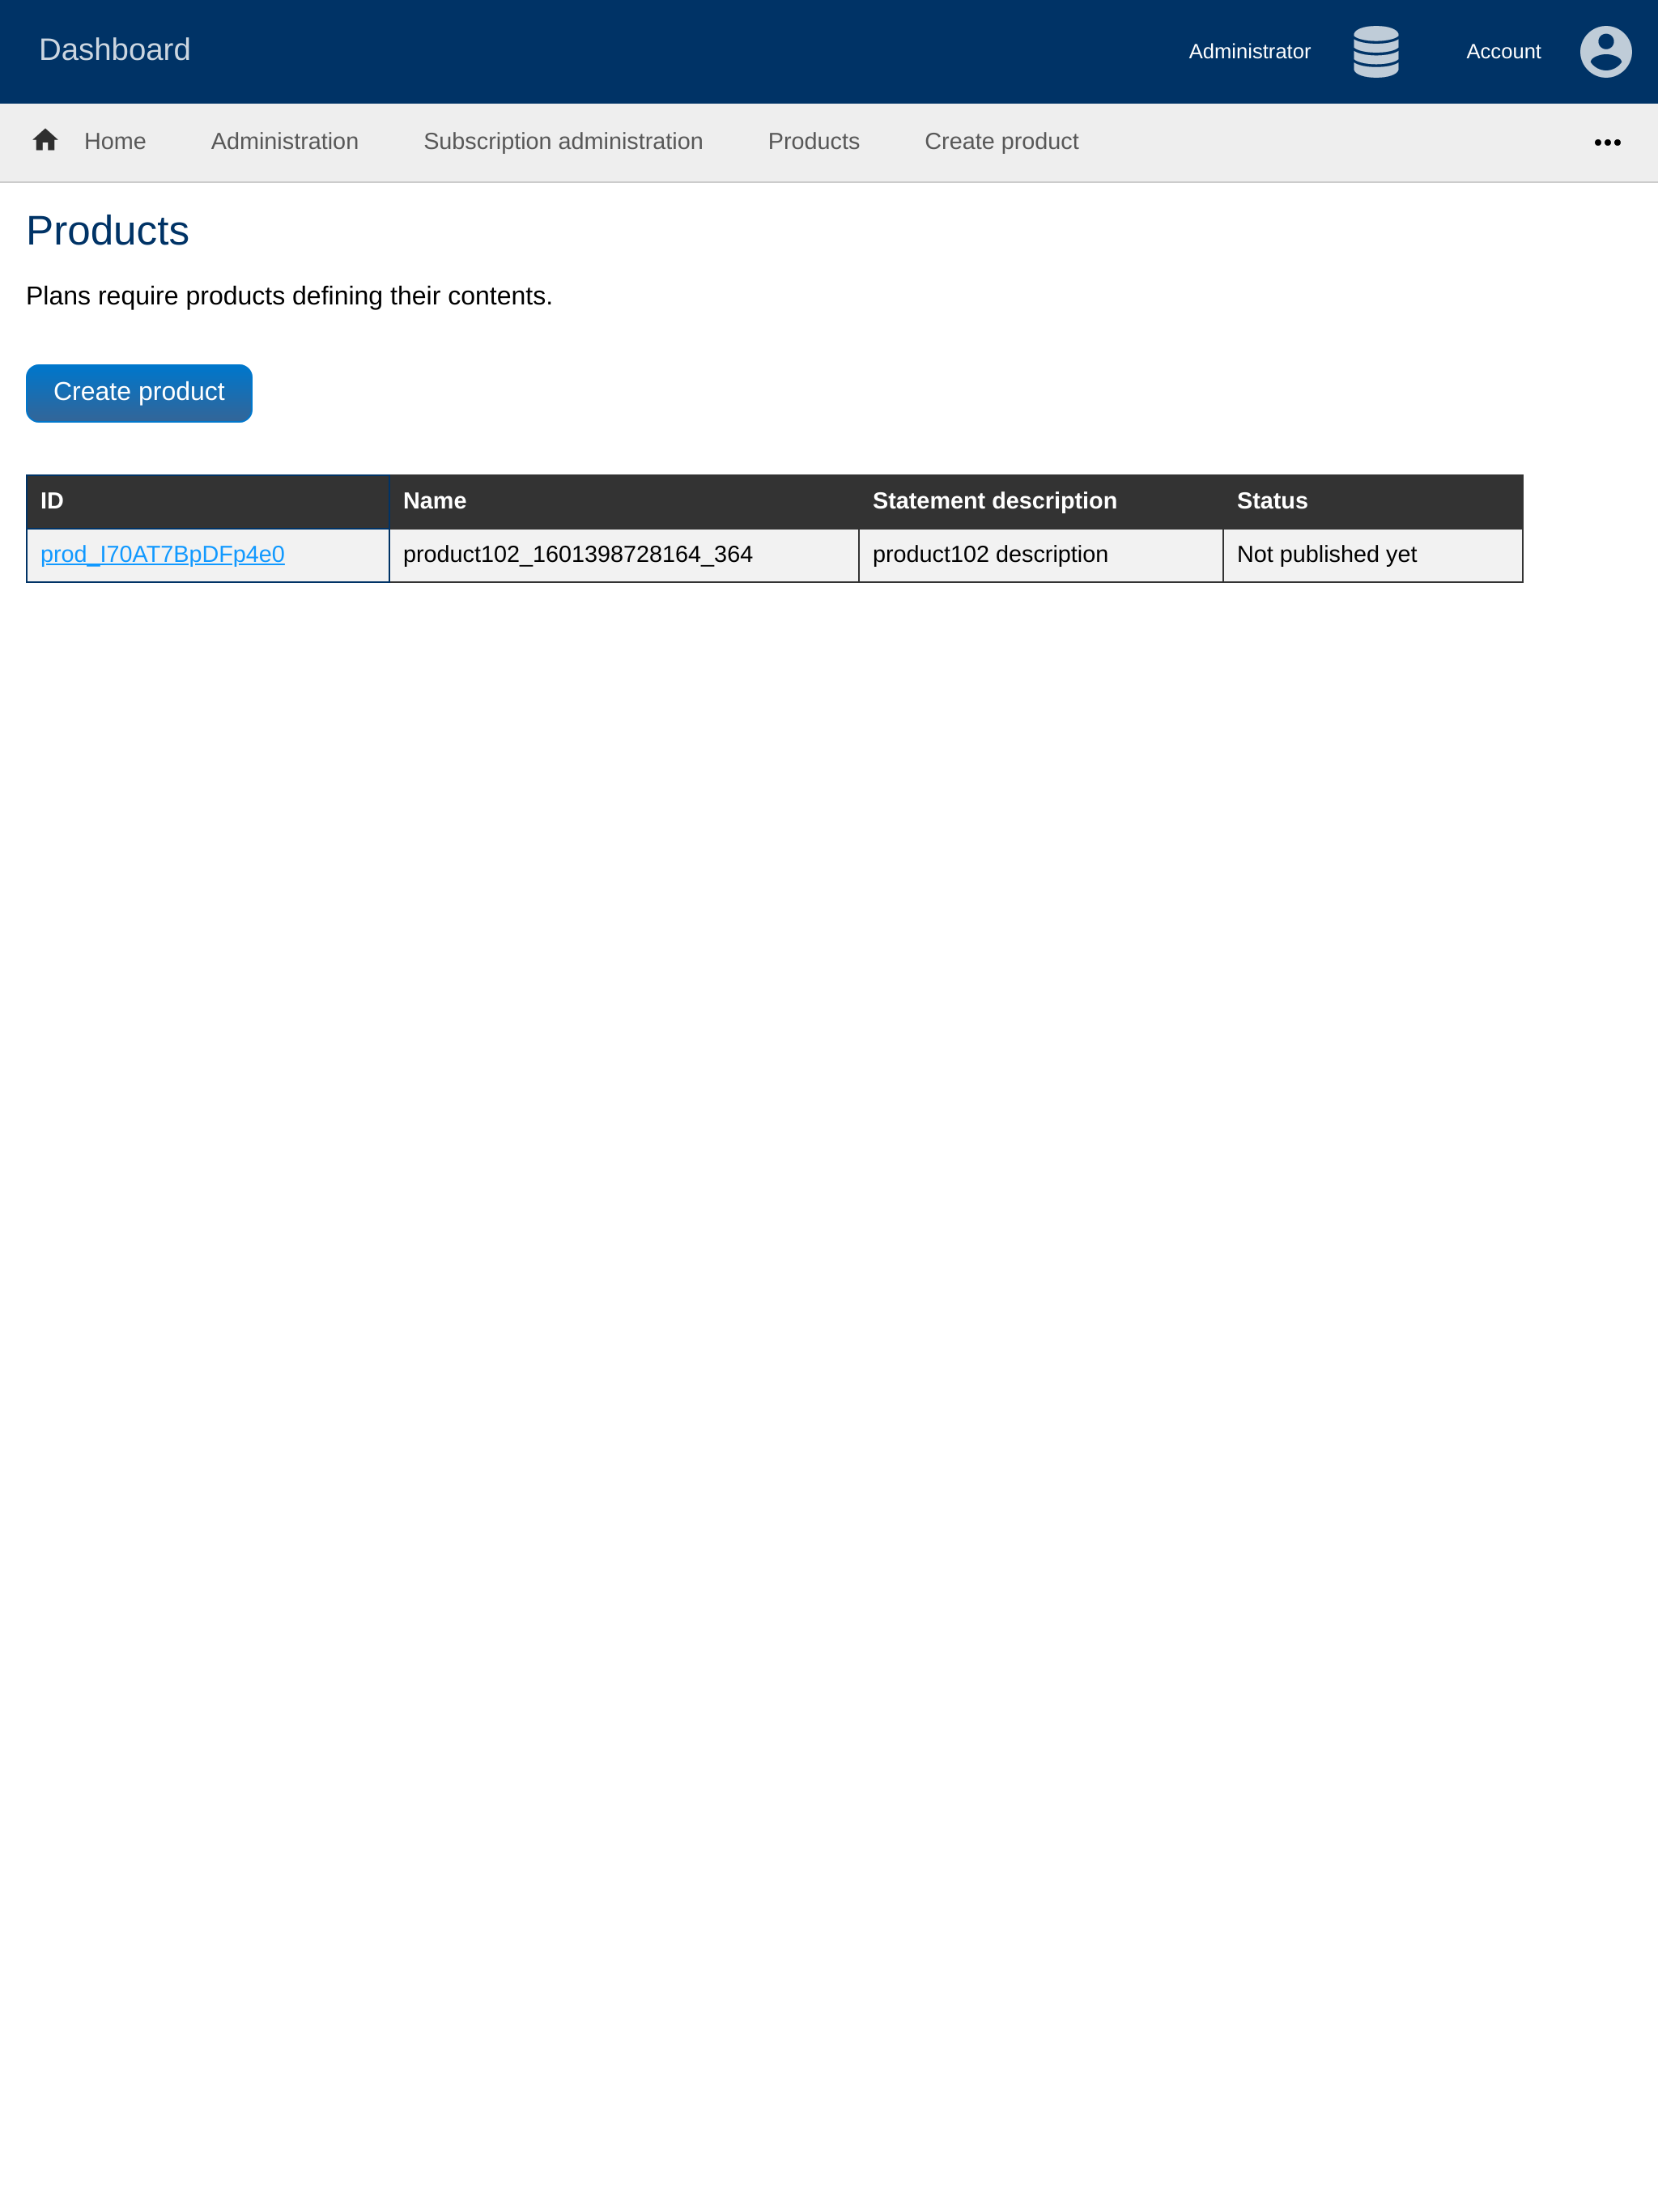 Dashboard Administrator Account
Home Administration Subscription administration Products Create product •••
Products
Plans require products defining their contents.
Create product
ID Name Statement description Status
prod_I70AT7BpDFp4e0 product102_1601398728164_364 product102 description Not published yet